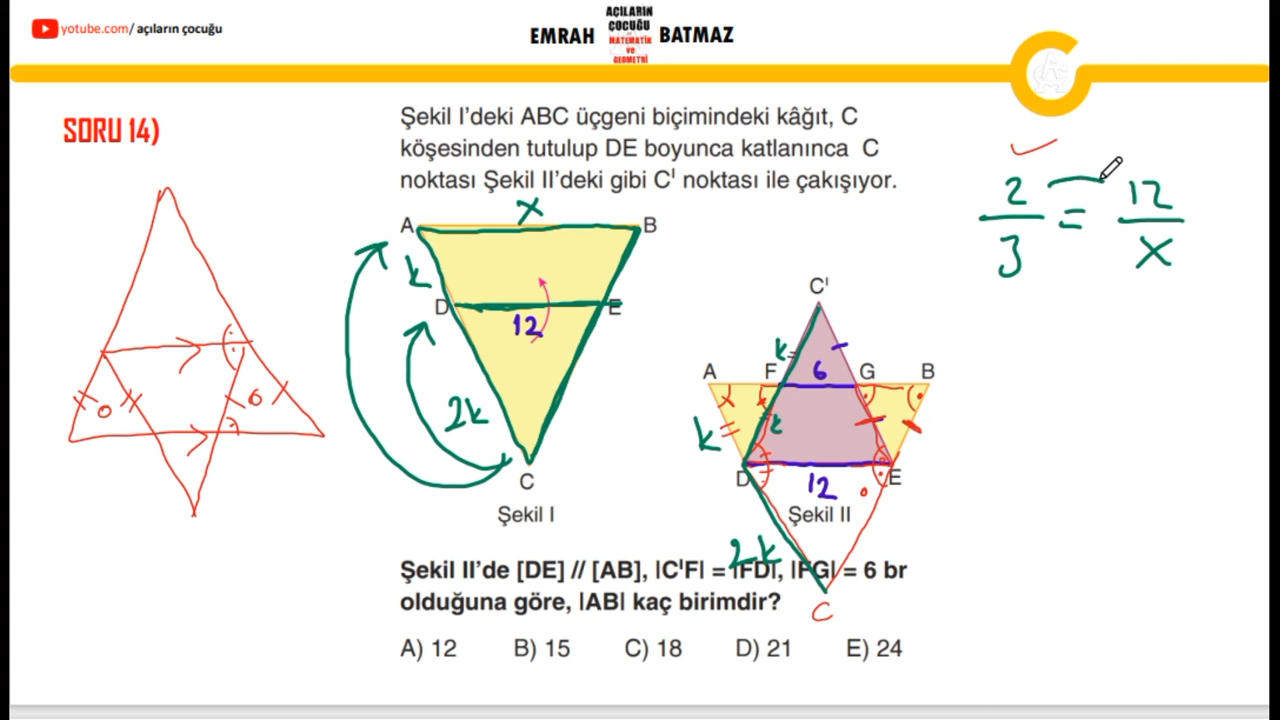 yotube.com/ açıların çocuğu
EMRAH
AÇILARIN
ÇOCUĞU
MATEMATİK
ve
GEOMETRİ
BATMAZ
SORU 14)
Şekil I'deki ABC üçgeni biçimindeki kâğıt, C
köşesinden tutulup DE boyunca katlanınca C
noktası Şekil II'deki gibi C' noktası ile çakışıyor.
2/3 = 12/x
x
A B
k
D E
12
2k
C
Şekil I
C'
k
A F 6 G B
k
k
D 12 E
Şekil II
2k
C
Şekil II'de [DE] // [AB], |C'F| = |FD|, |FG| = 6 br
olduğuna göre, |AB| kaç birimdir?
A) 12 B) 15 C) 18 D) 21 E) 24